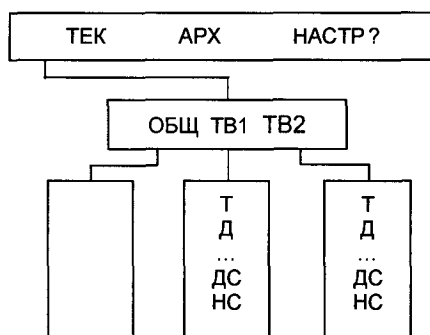 ТЕК АРХ НАСТР?
ОБЩ ТВ1 ТВ2
Т
Д
...
ДС
НС
Т
Д
...
ДС
НС